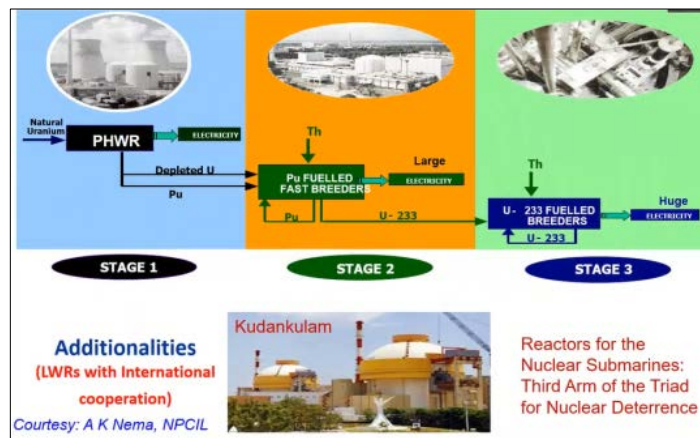 Natural
Uranium
PHWR
ELECTRICITY
Depleted U
Pu
Th
Pu FUELLED
FAST BREEDERS
Large
ELECTRICITY
Pu
U - 233
Th
U - 233 FUELLED
BREEDERS
Huge
ELECTRICITY
U - 233
STAGE 1
STAGE 2
STAGE 3
Additionalities
(LWRs with International
cooperation)
Courtesy: A K Nema, NPCIL
Kudankulam
Reactors for the
Nuclear Submarines:
Third Arm of the Triad
for Nuclear Deterrence